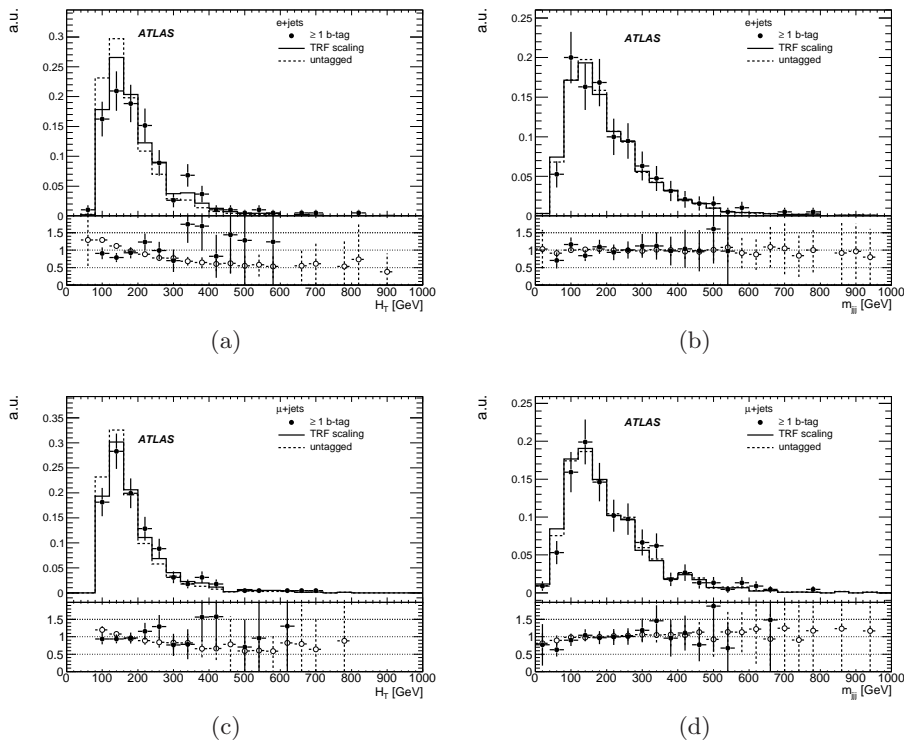 a.u.
e+jets
ATLAS
≥ 1 b-tag
TRF scaling
untagged
0.3
0.25
0.2
0.15
0.1
0.05
0
1.5
1
0.5
0
0 100 200 300 400 500 600 700 800 900 1000
H_T [GeV]
(a)
a.u.
e+jets
ATLAS
≥ 1 b-tag
TRF scaling
untagged
0.25
0.2
0.15
0.1
0.05
0
1.5
1
0.5
0
0 100 200 300 400 500 600 700 800 900 1000
m_jjj [GeV]
(b)
a.u.
μ+jets
ATLAS
≥ 1 b-tag
TRF scaling
untagged
0.35
0.3
0.25
0.2
0.15
0.1
0.05
0
1.5
1
0.5
0
0 100 200 300 400 500 600 700 800 900 1000
H_T [GeV]
(c)
a.u.
μ+jets
ATLAS
≥ 1 b-tag
TRF scaling
untagged
0.25
0.2
0.15
0.1
0.05
0
1.5
1
0.5
0
0 100 200 300 400 500 600 700 800 900 1000
m_jjj [GeV]
(d)